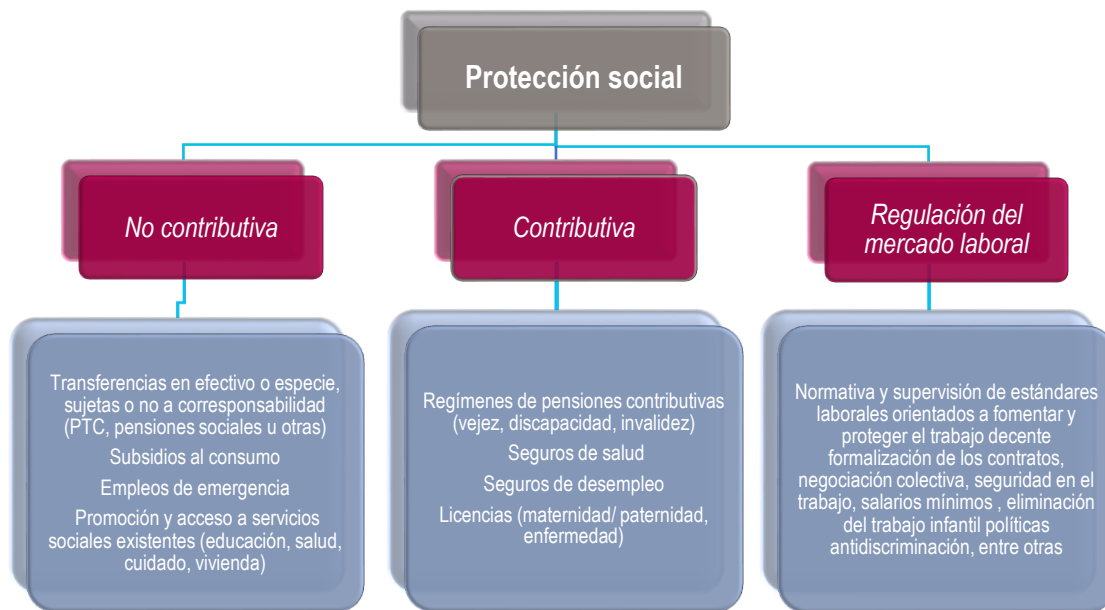 Protección social
No contributiva
Contributiva
Regulación del
mercado laboral
Transferencias en efectivo o especie,
sujetas o no a corresponsabilidad
(PTC, pensiones sociales u otras)
Subsidios al consumo
Empleos de emergencia
Promoción y acceso a servicios
sociales existentes (educación, salud,
cuidado, vivienda)
Regímenes de pensiones contributivas
(vejez, discapacidad, invalidez)
Seguros de salud
Seguros de desempleo
Licencias (maternidad/ paternidad,
enfermedad)
Normativa y supervisión de estándares
laborales orientados a fomentar y
proteger el trabajo decente
formalización de los contratos,
negociación colectiva, seguridad en el
trabajo, salarios mínimos , eliminación
del trabajo infantil políticas
antidiscriminación, entre otras